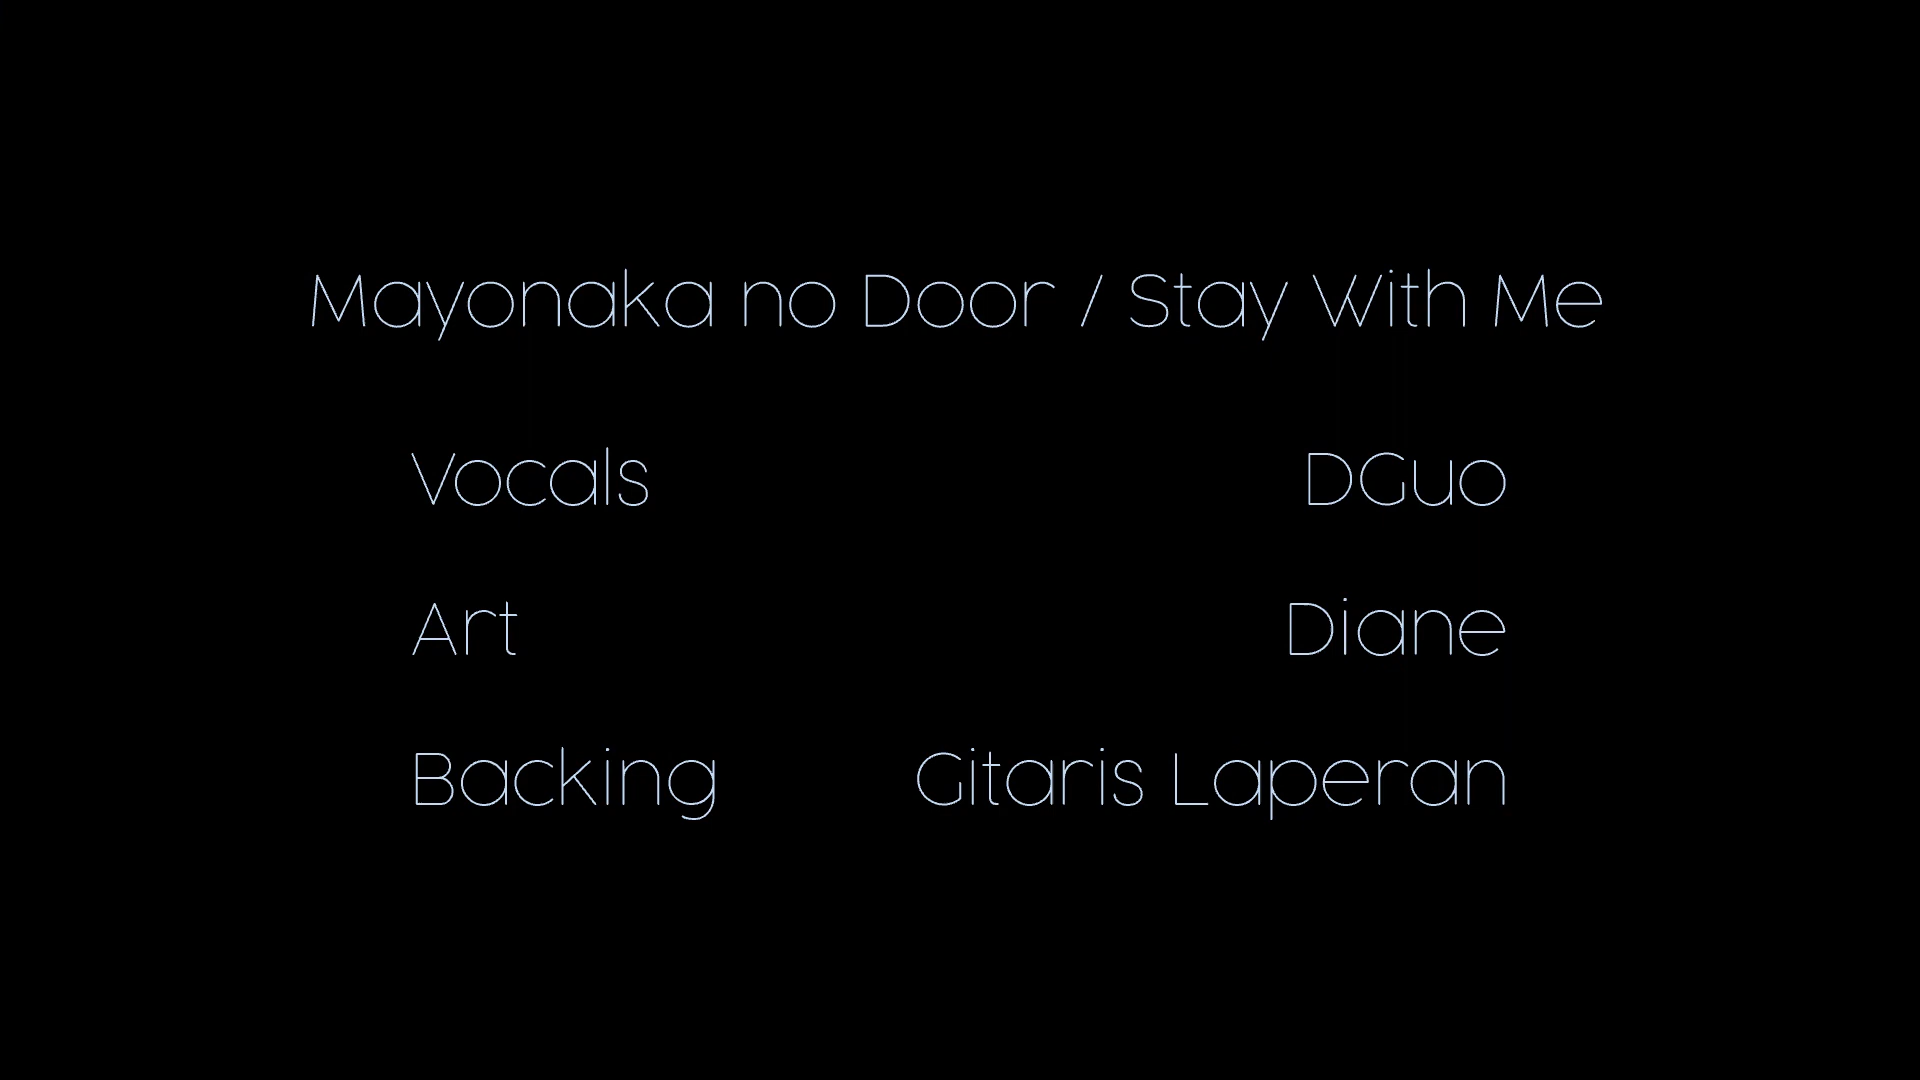 Mayonaka no Door / Stay With Me
Vocals DGuo
Art Diane
Backing Gitaris Laperan